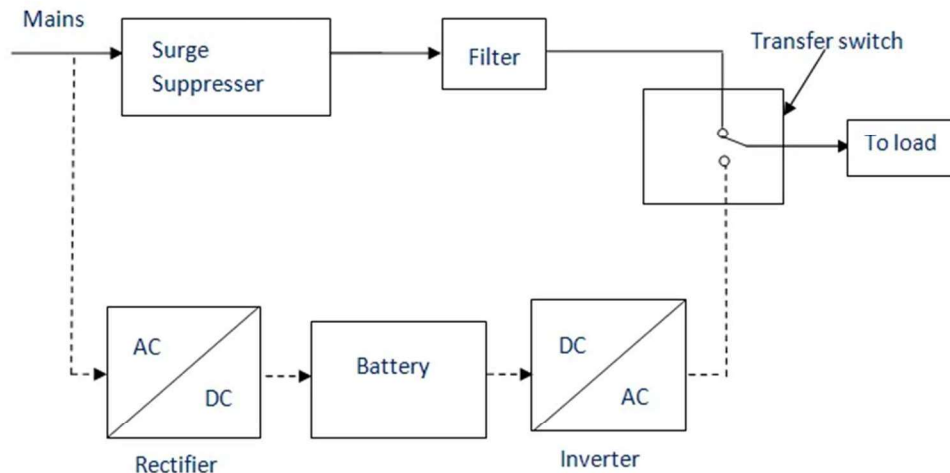 Mains
Surge
Suppresser
Filter
Transfer switch
To load
AC
DC
Rectifier
Battery
DC
AC
Inverter